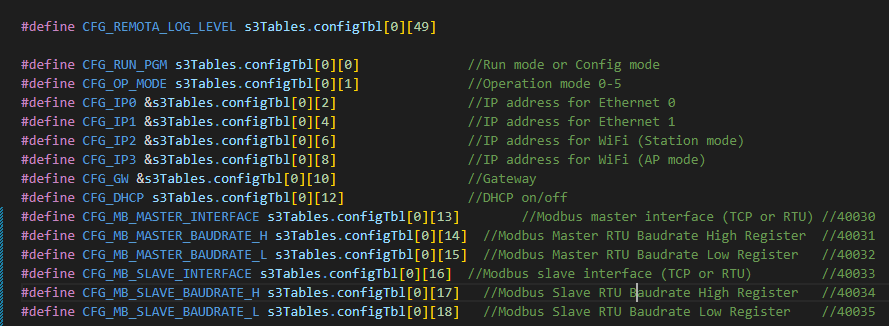 #define CFG_REMOTA_LOG_LEVEL s3Tables.configTbl[0][49]
#define CFG_RUN_PGM s3Tables.configTbl[0][0] //Run mode or Config mode
#define CFG_OP_MODE s3Tables.configTbl[0][1] //Operation mode 0-5
#define CFG_IP0 &s3Tables.configTbl[0][2] //IP address for Ethernet 0
#define CFG_IP1 &s3Tables.configTbl[0][4] //IP address for Ethernet 1
#define CFG_IP2 &s3Tables.configTbl[0][6] //IP address for WiFi (Station mode)
#define CFG_IP3 &s3Tables.configTbl[0][8] //IP address for WiFi (AP mode)
#define CFG_GW &s3Tables.configTbl[0][10] //Gateway
#define CFG_DHCP s3Tables.configTbl[0][12] //DHCP on/off
#define CFG_MB_MASTER_INTERFACE s3Tables.configTbl[0][13] //Modbus master interface (TCP or RTU) //40030
#define CFG_MB_MASTER_BAUDRATE_H s3Tables.configTbl[0][14] //Modbus Master RTU Baudrate High Register //40031
#define CFG_MB_MASTER_BAUDRATE_L s3Tables.configTbl[0][15] //Modbus Master RTU Baudrate Low Register //40032
#define CFG_MB_SLAVE_INTERFACE s3Tables.configTbl[0][16] //Modbus slave interface (TCP or RTU) //40033
#define CFG_MB_SLAVE_BAUDRATE_H s3Tables.configTbl[0][17] //Modbus Slave RTU Baudrate High Register //40034
#define CFG_MB_SLAVE_BAUDRATE_L s3Tables.configTbl[0][18] //Modbus Slave RTU Baudrate Low Register //40035